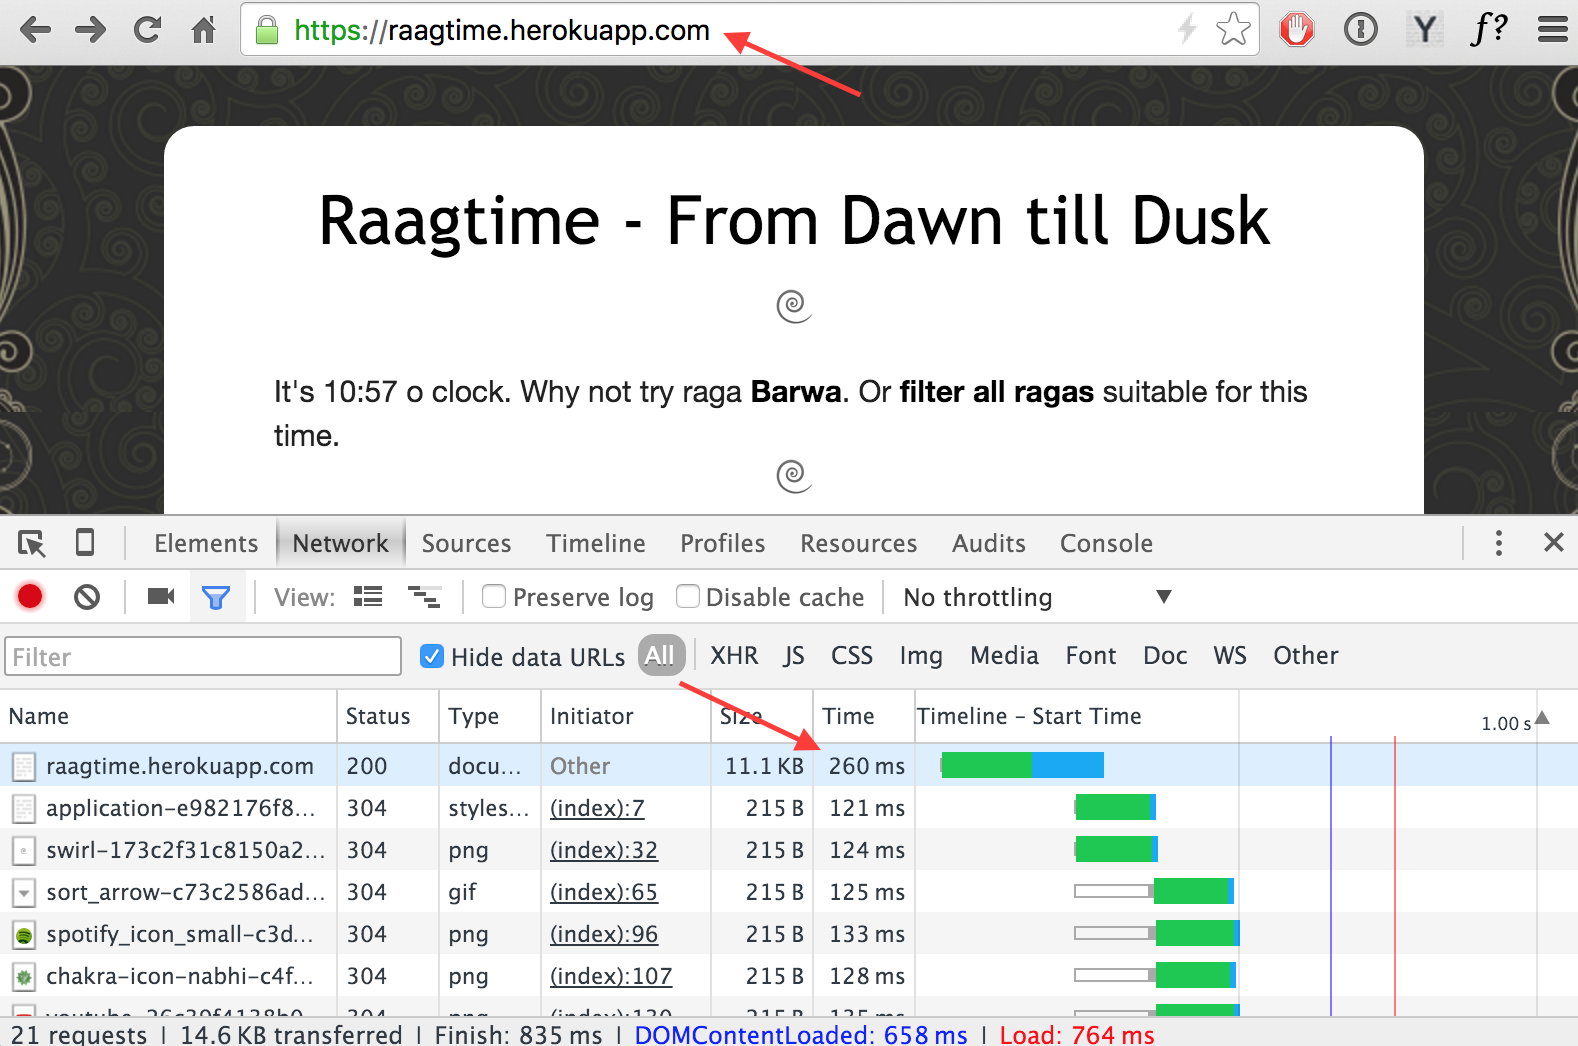 https://raagtime.herokuapp.com
Y f?
Raagtime - From Dawn till Dusk
It's 10:57 o clock. Why not try raga Barwa. Or filter all ragas suitable for this
time.
Elements Network Sources Timeline Profiles Resources Audits Console
View: Preserve log Disable cache No throttling
Filter Hide data URLs All XHR JS CSS Img Media Font Doc WS Other
Name Status Type Initiator Size Time Timeline – Start Time 1.00 s
raagtime.herokuapp.com 200 docu... Other 11.1 KB 260 ms
application-e982176f8... 304 styles... (index):7 215 B 121 ms
swirl-173c2f31c8150a2... 304 png (index):32 215 B 124 ms
sort_arrow-c73c2586ad... 304 gif (index):65 215 B 125 ms
spotify_icon_small-c3d... 304 png (index):96 215 B 133 ms
chakra-icon-nabhi-c4f... 304 png (index):107 215 B 128 ms
21 requests | 14.6 KB transferred | Finish: 835 ms | DOMContentLoaded: 658 ms | Load: 764 ms